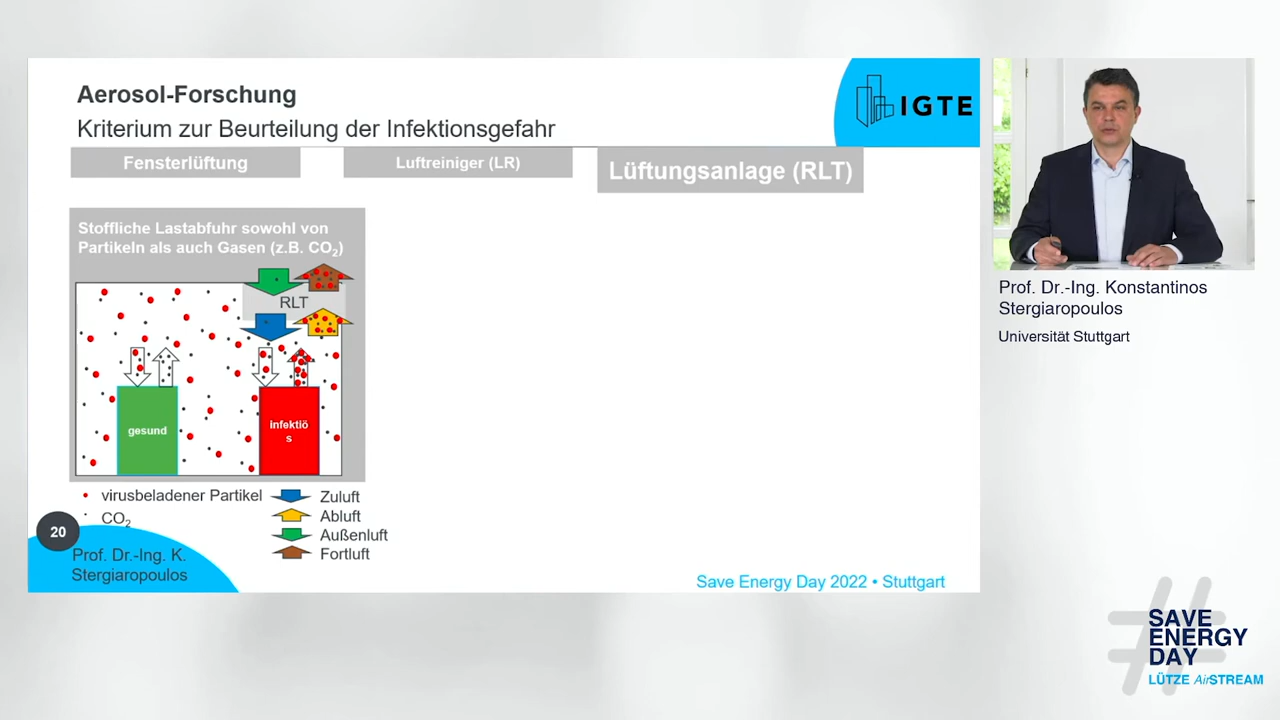 Aerosol-Forschung
Kriterium zur Beurteilung der Infektionsgefahr
IGTE
Fensterlüftung
Luftreiniger (LR)
Lüftungsanlage (RLT)
Stoffliche Lastabfuhr sowohl von
Partikeln als auch Gasen (z.B. CO2)
RLT
gesund
Infektiö
s
virusbeladener Partikel
CO2
Zuluft
Abluft
Außenluft
Fortluft
20
Prof. Dr.-Ing. K.
Stergiaropoulos
Save Energy Day 2022 • Stuttgart
Prof. Dr.-Ing. Konstantinos
Stergiaropoulos
Universität Stuttgart
#
SAVE
ENERGY
DAY
LÜTZE AirSTREAM